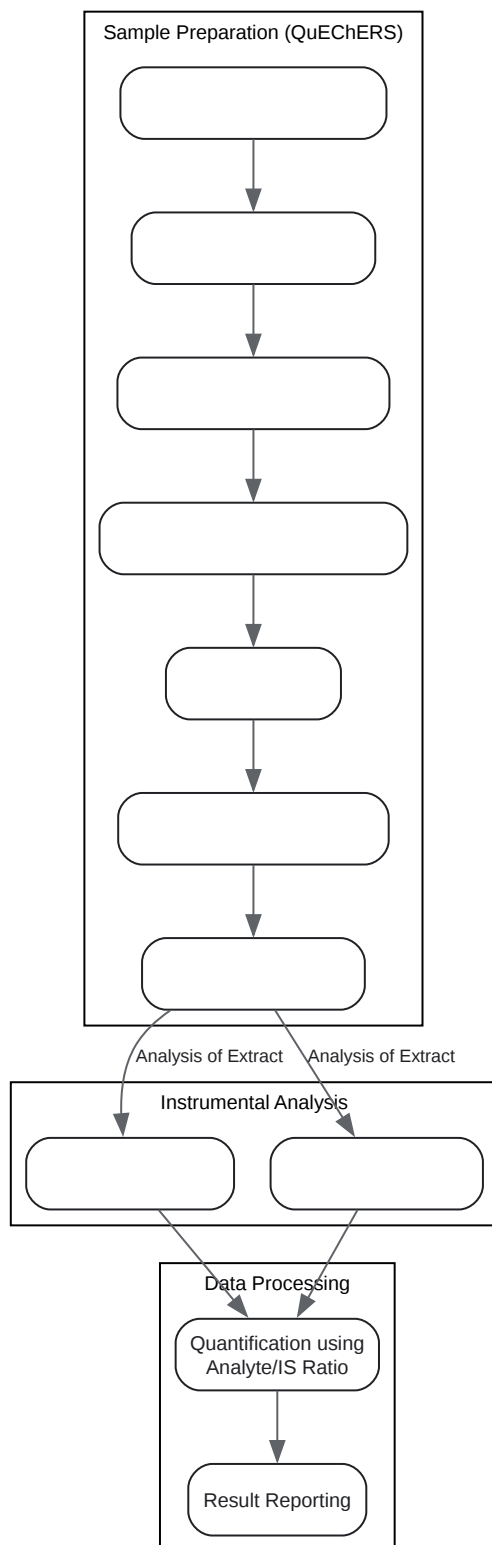 Sample Preparation (QuEChERS)
Analysis of Extract
Analysis of Extract
Instrumental Analysis
Data Processing
Quantification using
Analyte/IS Ratio
Result Reporting